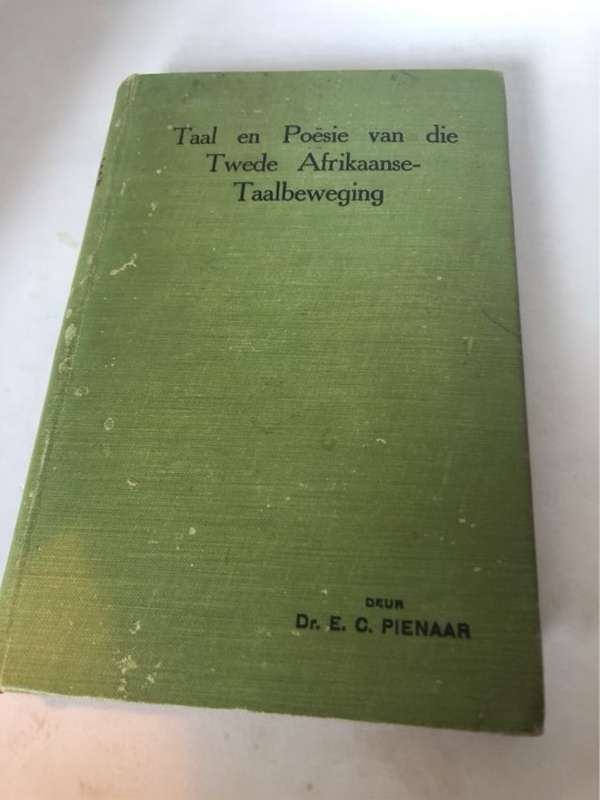 Taal en Poësie van die
Twede Afrikaanse-
Taalbeweging
DEUR
Dr. E. C. PIENAAR